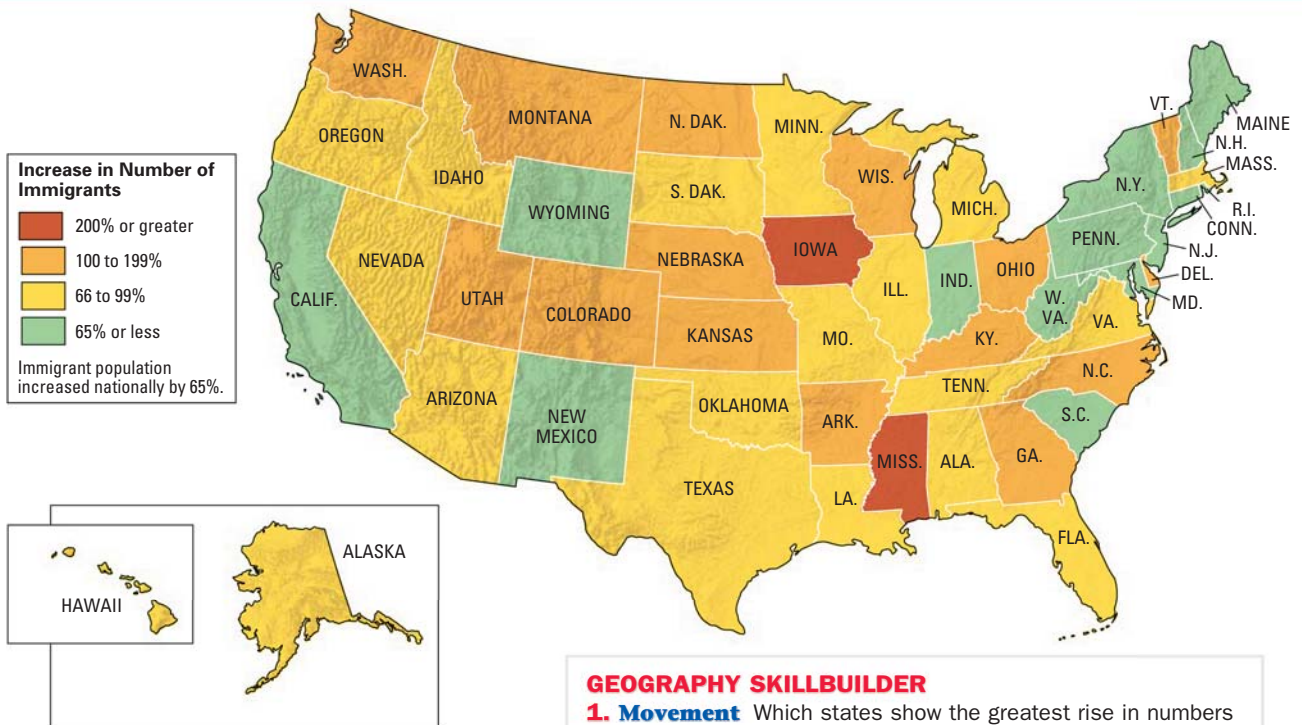 Increase in Number of
Immigrants
200% or greater
100 to 199%
66 to 99%
65% or less
Immigrant population
increased nationally by 65%.
WASH.
OREGON
CALIF.
NEVADA
IDAHO
MONTANA
WYOMING
UTAH
COLORADO
ARIZONA
NEW
MEXICO
N. DAK.
S. DAK.
NEBRASKA
KANSAS
OKLAHOMA
TEXAS
MINN.
IOWA
MO.
ARK.
LA.
WIS.
ILL.
MICH.
IND.
OHIO
KY.
TENN.
MISS.
ALA.
GA.
FLA.
S.C.
N.C.
VA.
W.
VA.
PENN.
N.Y.
VT.
MAINE
N.H.
MASS.
R.I.
CONN.
N.J.
DEL.
MD.
HAWAII
ALASKA
GEOGRAPHY SKILLBUILDER
1. Movement Which states show the greatest rise in numbers